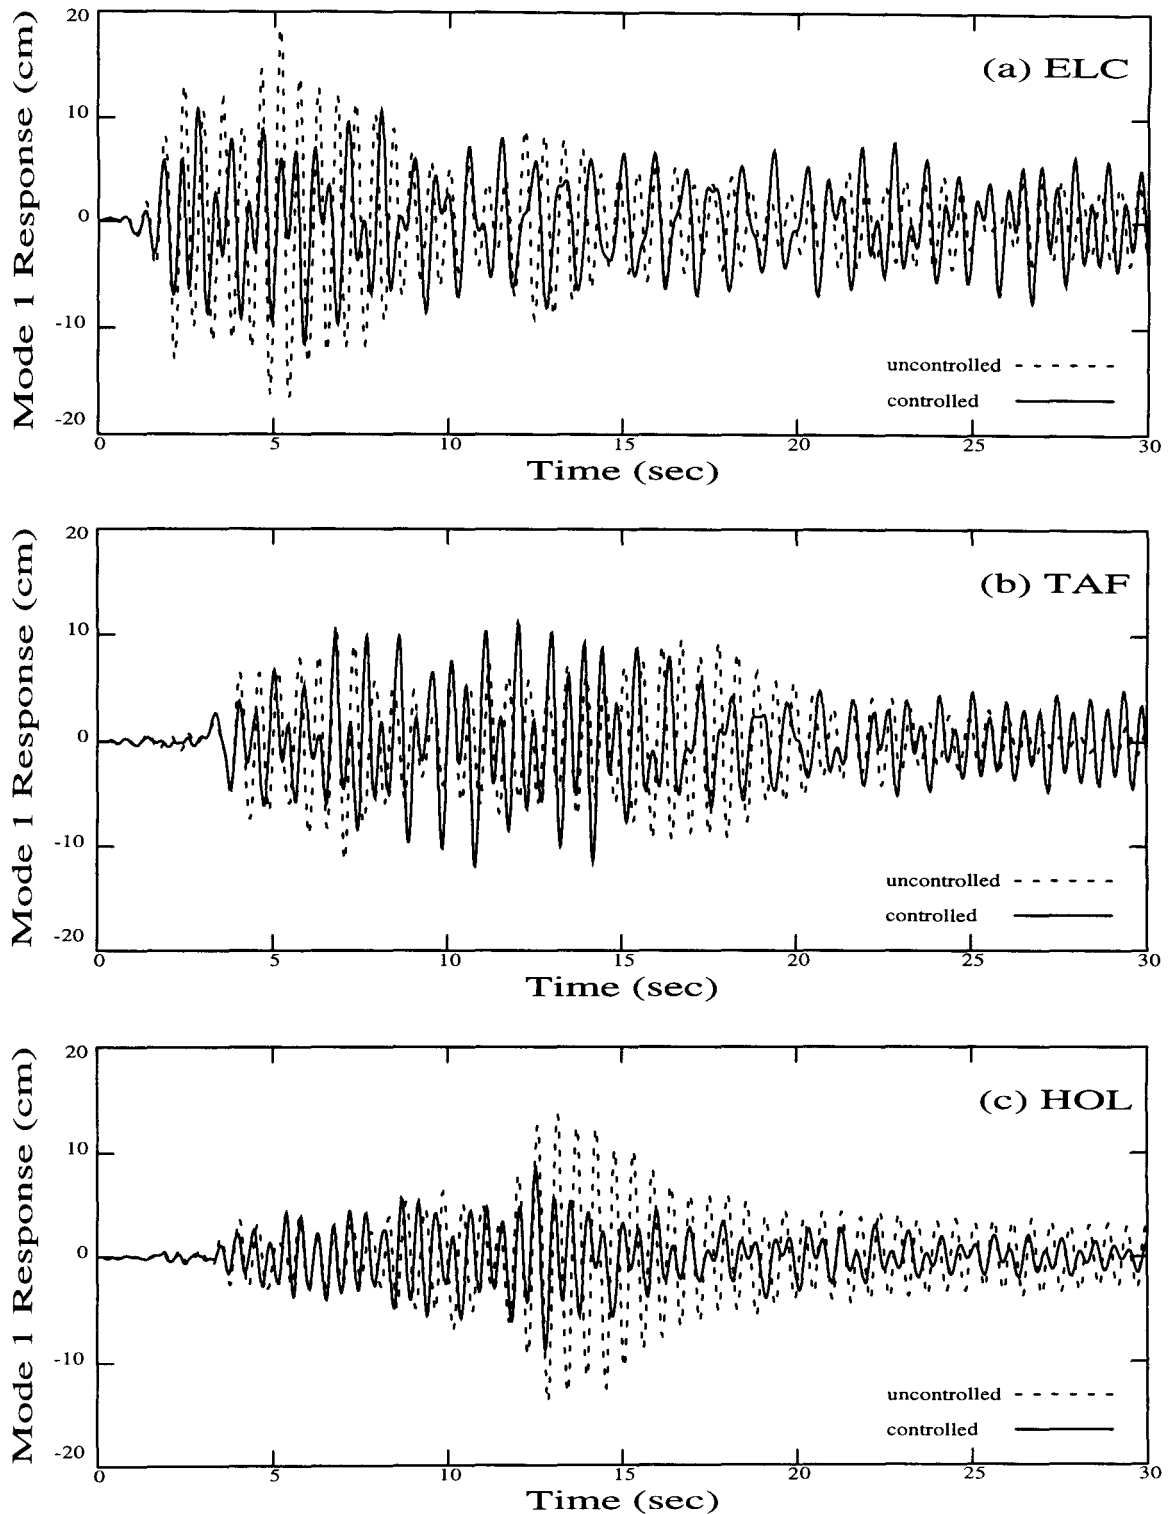 20
10
0
-10
-20
Mode 1 Response (cm)
(a) ELC
uncontrolled
controlled
0 5 10 15 20 25 30
Time (sec)
20
10
0
-10
-20
Mode 1 Response (cm)
(b) TAF
uncontrolled
controlled
0 5 10 15 20 25 30
Time (sec)
20
10
0
-10
-20
Mode 1 Response (cm)
(c) HOL
uncontrolled
controlled
0 5 10 15 20 25 30
Time (sec)